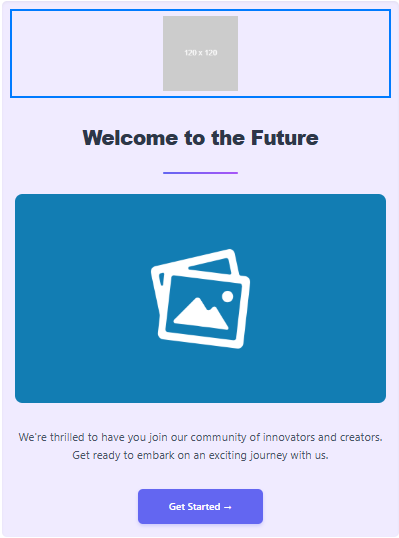 120 x 120
Welcome to the Future
We're thrilled to have you join our community of innovators and creators.
Get ready to embark on an exciting journey with us.
Get Started →